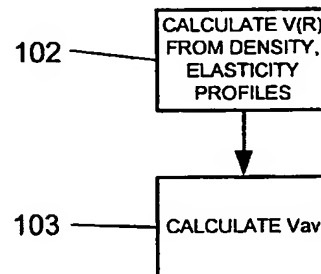 102
CALCULATE V(R)
FROM DENSITY,
ELASTICITY
PROFILES
103
CALCULATE Vav